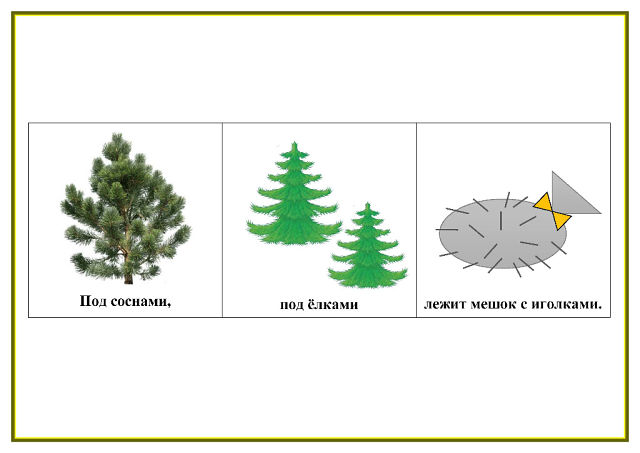 Под соснами,
под ёлками
лежит мешок с иголками.